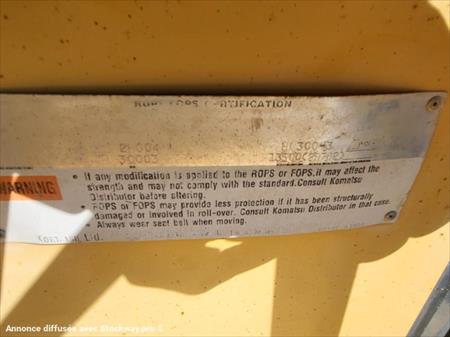 ROPS FOPS CERTIFICATION
30003
WARNING
• If any modification is applied to the ROPS or FOPS,it may affect the
strength and may not comply with the standard.Consult Komatsu
Distributor before altering.
• ROPS or FOPS may provide less protection if it has been structurally
damaged or involved in roll-over. Consult Komatsu Distributor in that case.
• Always wear seat belt when moving.
Ltd.
Annonce diffusée avec Stockway.pro ©